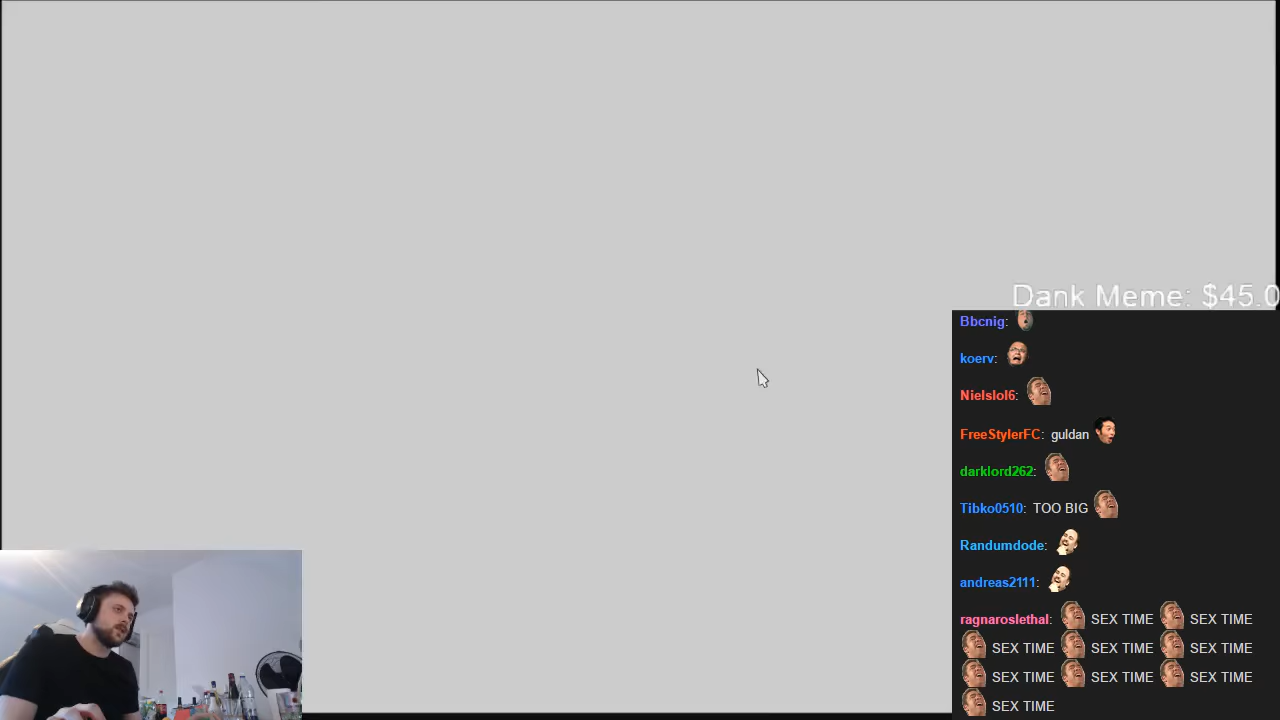 Dank Meme: $45.0
Bbcnig:
koerv:
Nielslol6:
FreeStylerFC: guldan
darklord262:
Tibko0510: TOO BIG
Randumdode:
andreas2111:
ragnaroslethal: SEX TIME SEX TIME
SEX TIME SEX TIME SEX TIME
SEX TIME SEX TIME SEX TIME
SEX TIME